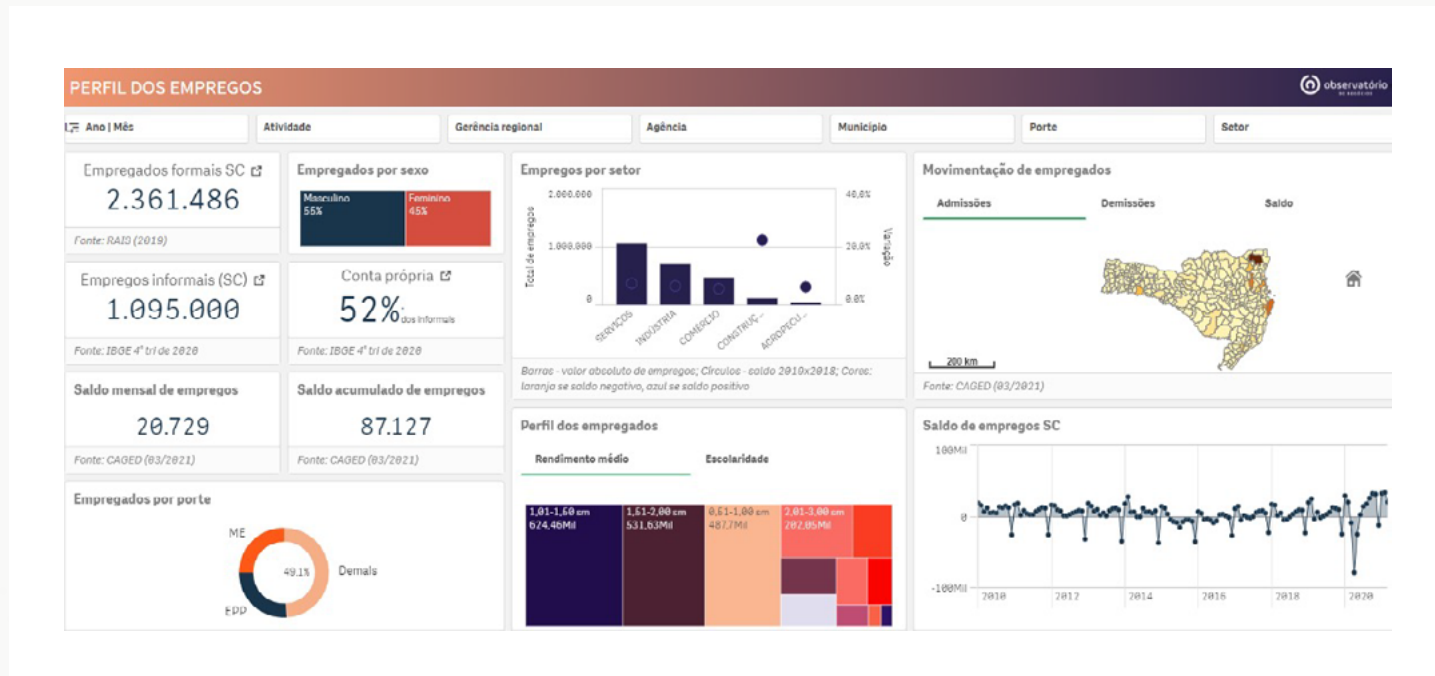 PERFIL DOS EMPREGOS
observatório
DE NEGÓCIOS
Ano | Mês
Atividade
Gerência regional
Agência
Município
Porte
Setor
Empregados formais SC
2.361.486
Fonte: RAIS (2019)
Empregados por sexo
Masculino
55%
Feminino
45%
Empregos informais (SC)
1.095.000
Fonte: IBGE 4º tri de 2020
Conta própria
52% dos informais
Fonte: IBGE 4º tri de 2020
Saldo mensal de empregos
20.729
Fonte: CAGED (03/2021)
Saldo acumulado de empregos
87.127
Fonte: CAGED (03/2021)
Empregados por porte
ME
49.1%
Demais
EPP
Empregos por setor
Total de empregos
2.000.000
1.000.000
0
40,0%
20,0%
0,0%
Variação
SERVIÇOS
INDÚSTRIA
COMÉRCIO
CONSTRUÇ...
AGROPECU...
Barras - valor absoluto de empregos; Círculos - saldo 2010x2018; Cores:
laranja se saldo negativo, azul se saldo positivo
Perfil dos empregados
Rendimento médio
Escolaridade
1,01-1,50 sm
624,46Mil
1,51-2,00 sm
531,63Mil
0,51-1,00 sm
487,7Mil
2,01-3,00 sm
202,05Mil
Movimentação de empregados
Admissões
Demissões
Saldo
200 km
Fonte: CAGED (03/2021)
Saldo de empregos SC
100Mil
0
-100Mil
2010
2012
2014
2016
2018
2020